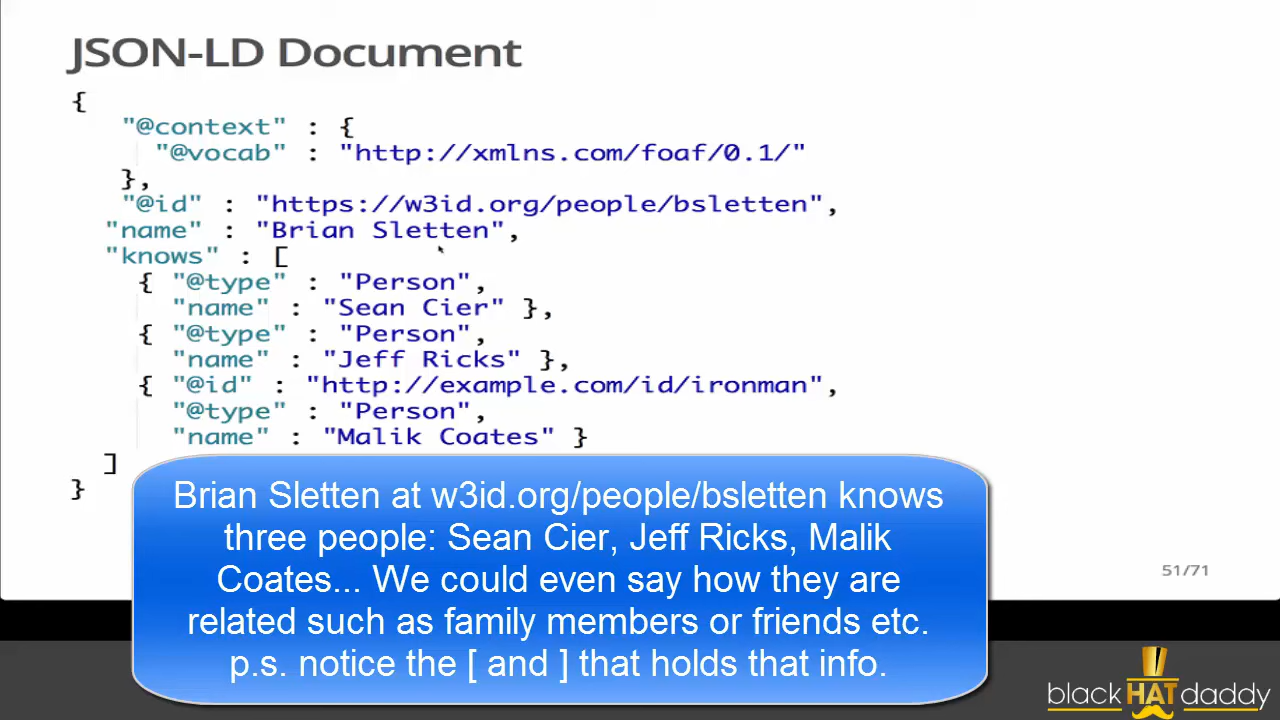 JSON-LD Document
{
"@context" : {
"@vocab" : "http://xmlns.com/foaf/0.1/"
},
"@id" : "https://w3id.org/people/bsletten",
"name" : "Brian Sletten",
"knows" : [
{ "@type" : "Person",
"name" : "Sean Cier" },
{ "@type" : "Person",
"name" : "Jeff Ricks" },
{ "@id" : "http://example.com/id/ironman",
"@type" : "Person",
"name" : "Malik Coates" }
]
}
Brian Sletten at w3id.org/people/bsletten knows
three people: Sean Cier, Jeff Ricks, Malik
Coates... We could even say how they are
related such as family members or friends etc.
p.s. notice the [ and ] that holds that info.
51/71
blackHATdaddy